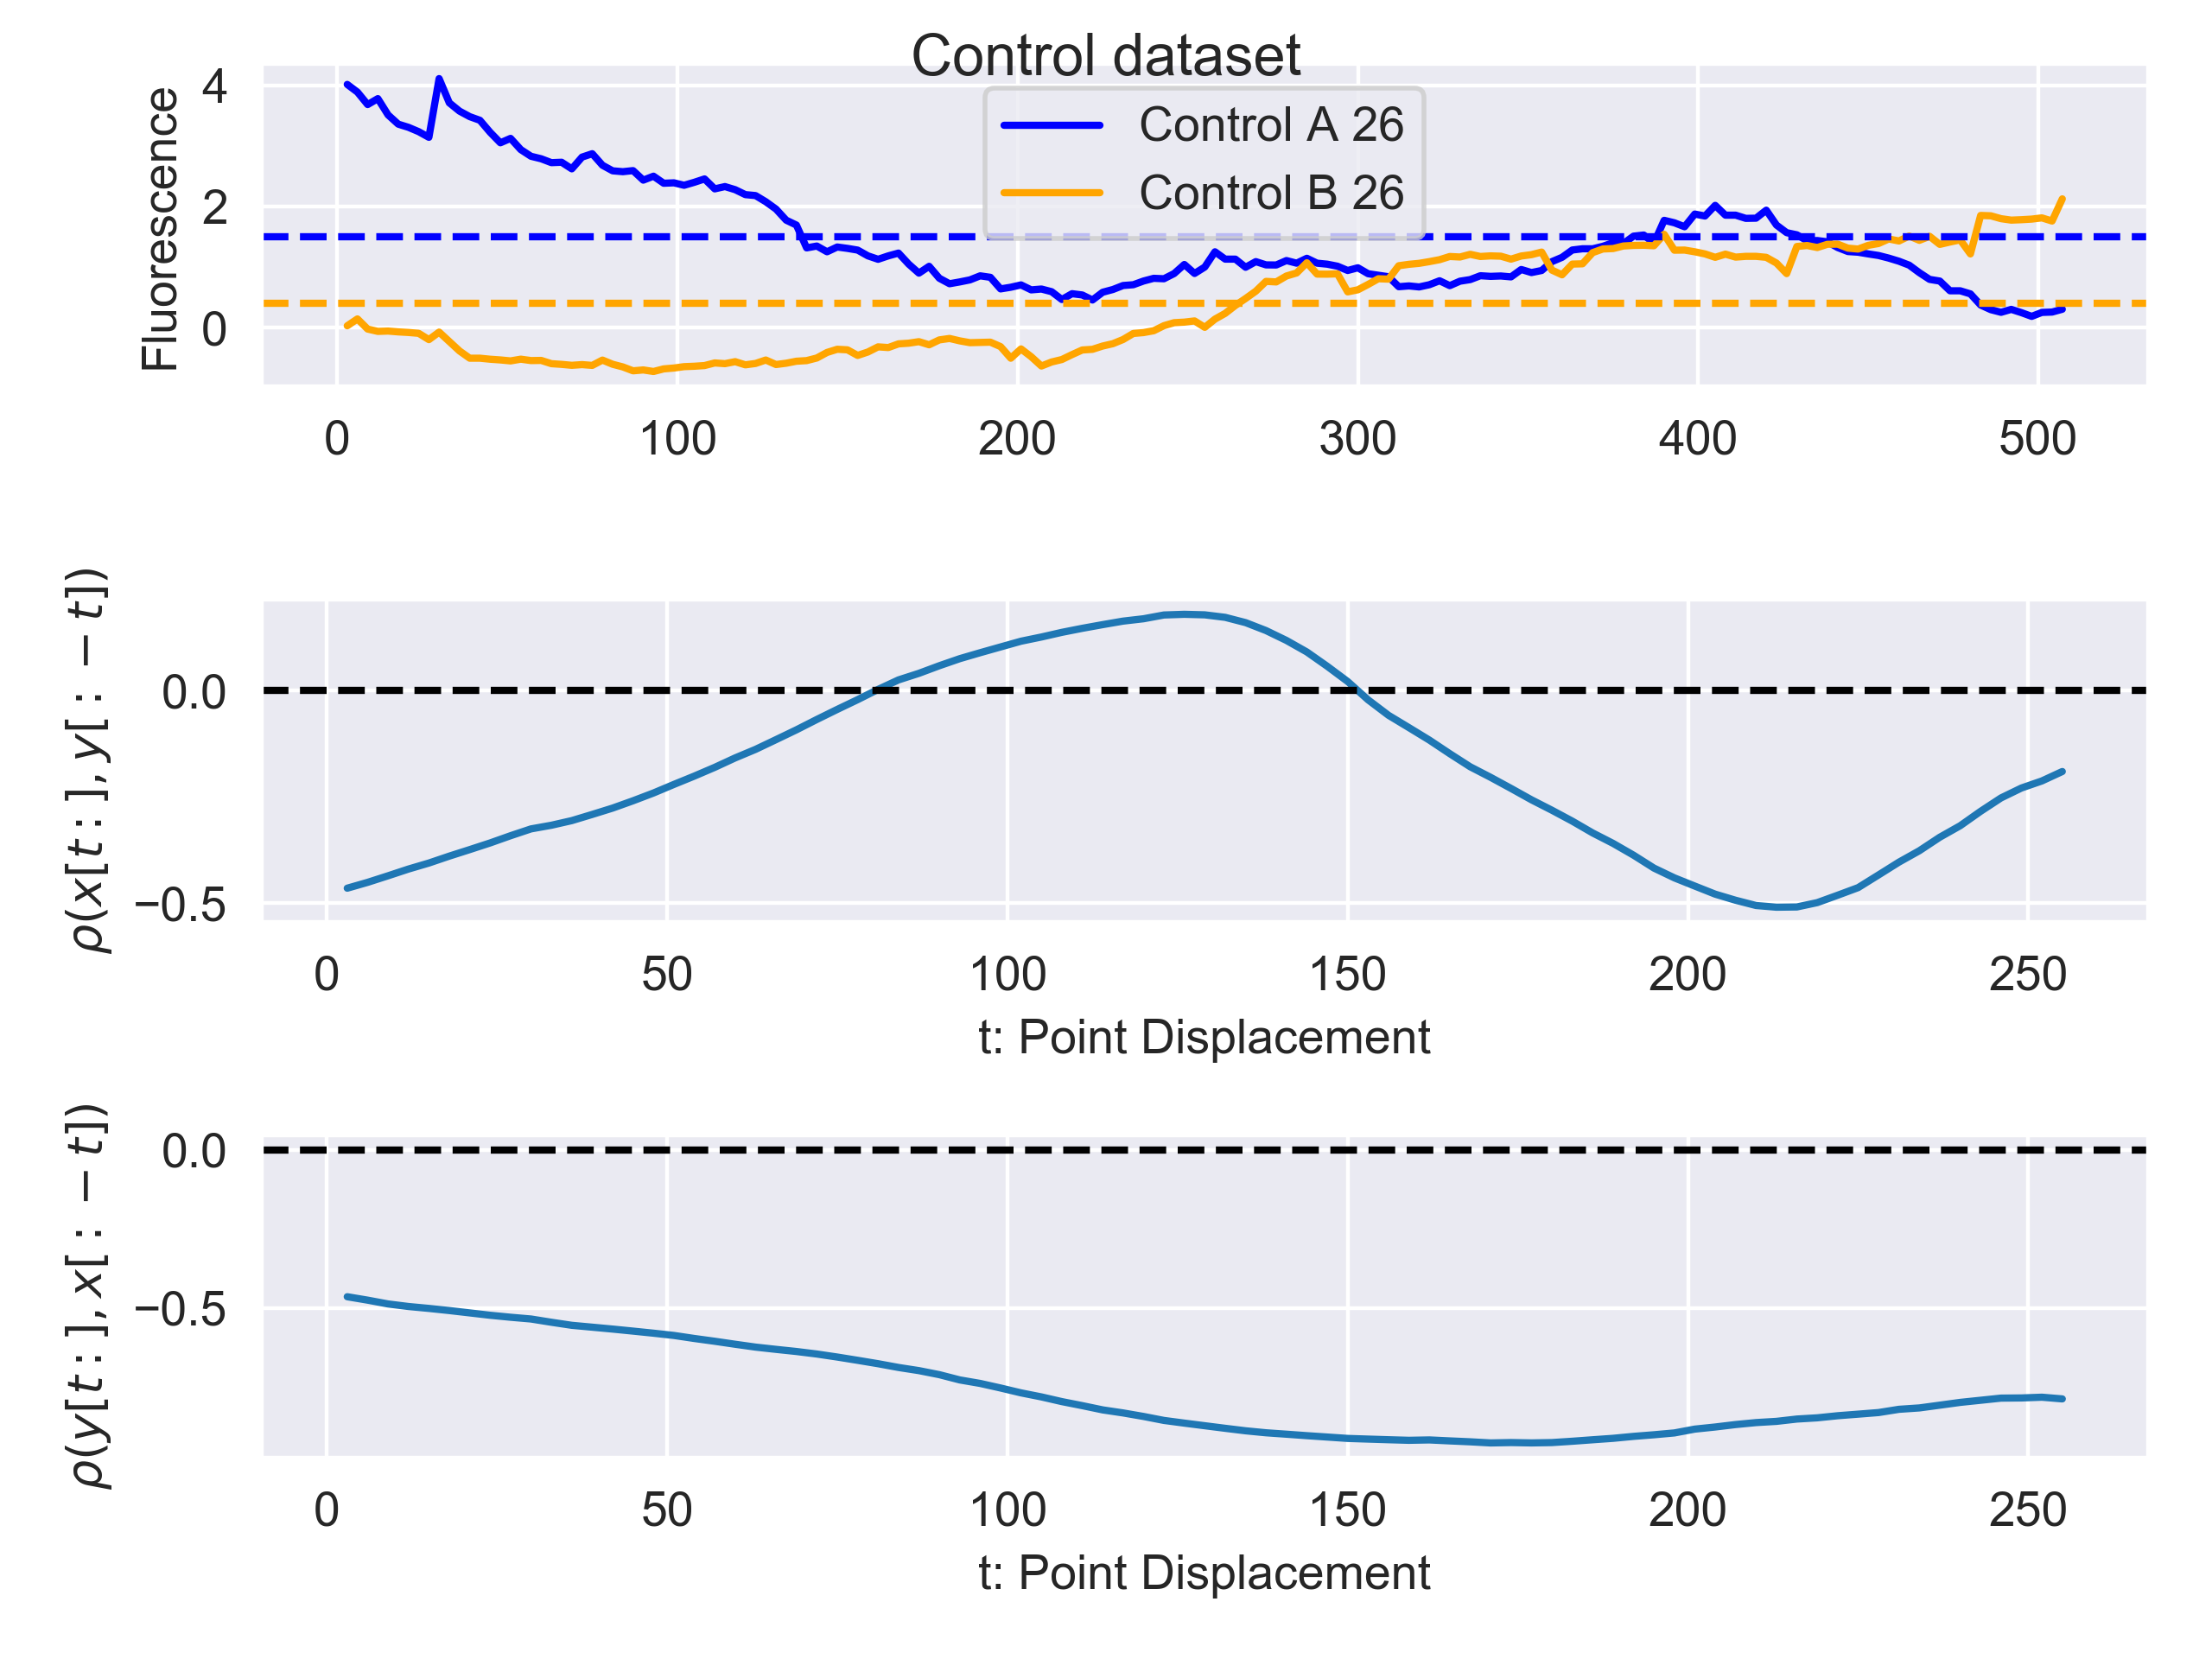 Control dataset
Fluorescence
4
2
0
Control A 26
Control B 26
0 100 200 300 400 500
ρ(x[t:], y[:−t])
0.0
−0.5
0 50 100 150 200 250
t: Point Displacement
ρ(y[t:], x[:−t])
0.0
−0.5
0 50 100 150 200 250
t: Point Displacement